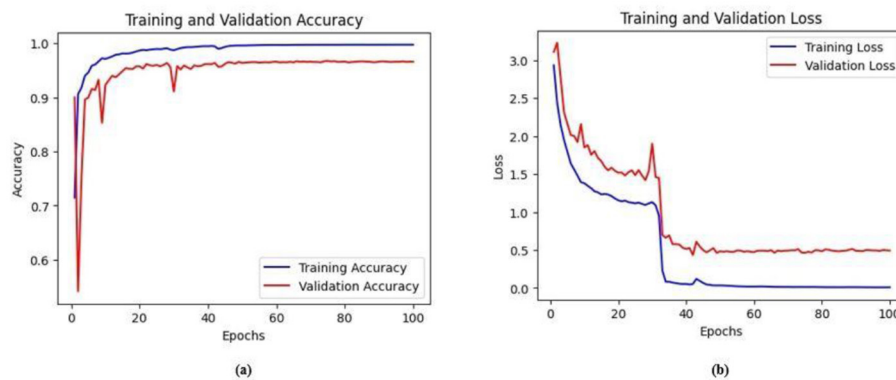 Training and Validation Accuracy
1.0
0.9
0.8
0.7
0.6
Accuracy
Training Accuracy
Validation Accuracy
0 20 40 60 80 100
Epochs
(a)
Training and Validation Loss
3.0
2.5
2.0
1.5
1.0
0.5
0.0
Loss
Training Loss
Validation Loss
0 20 40 60 80 100
Epochs
(b)